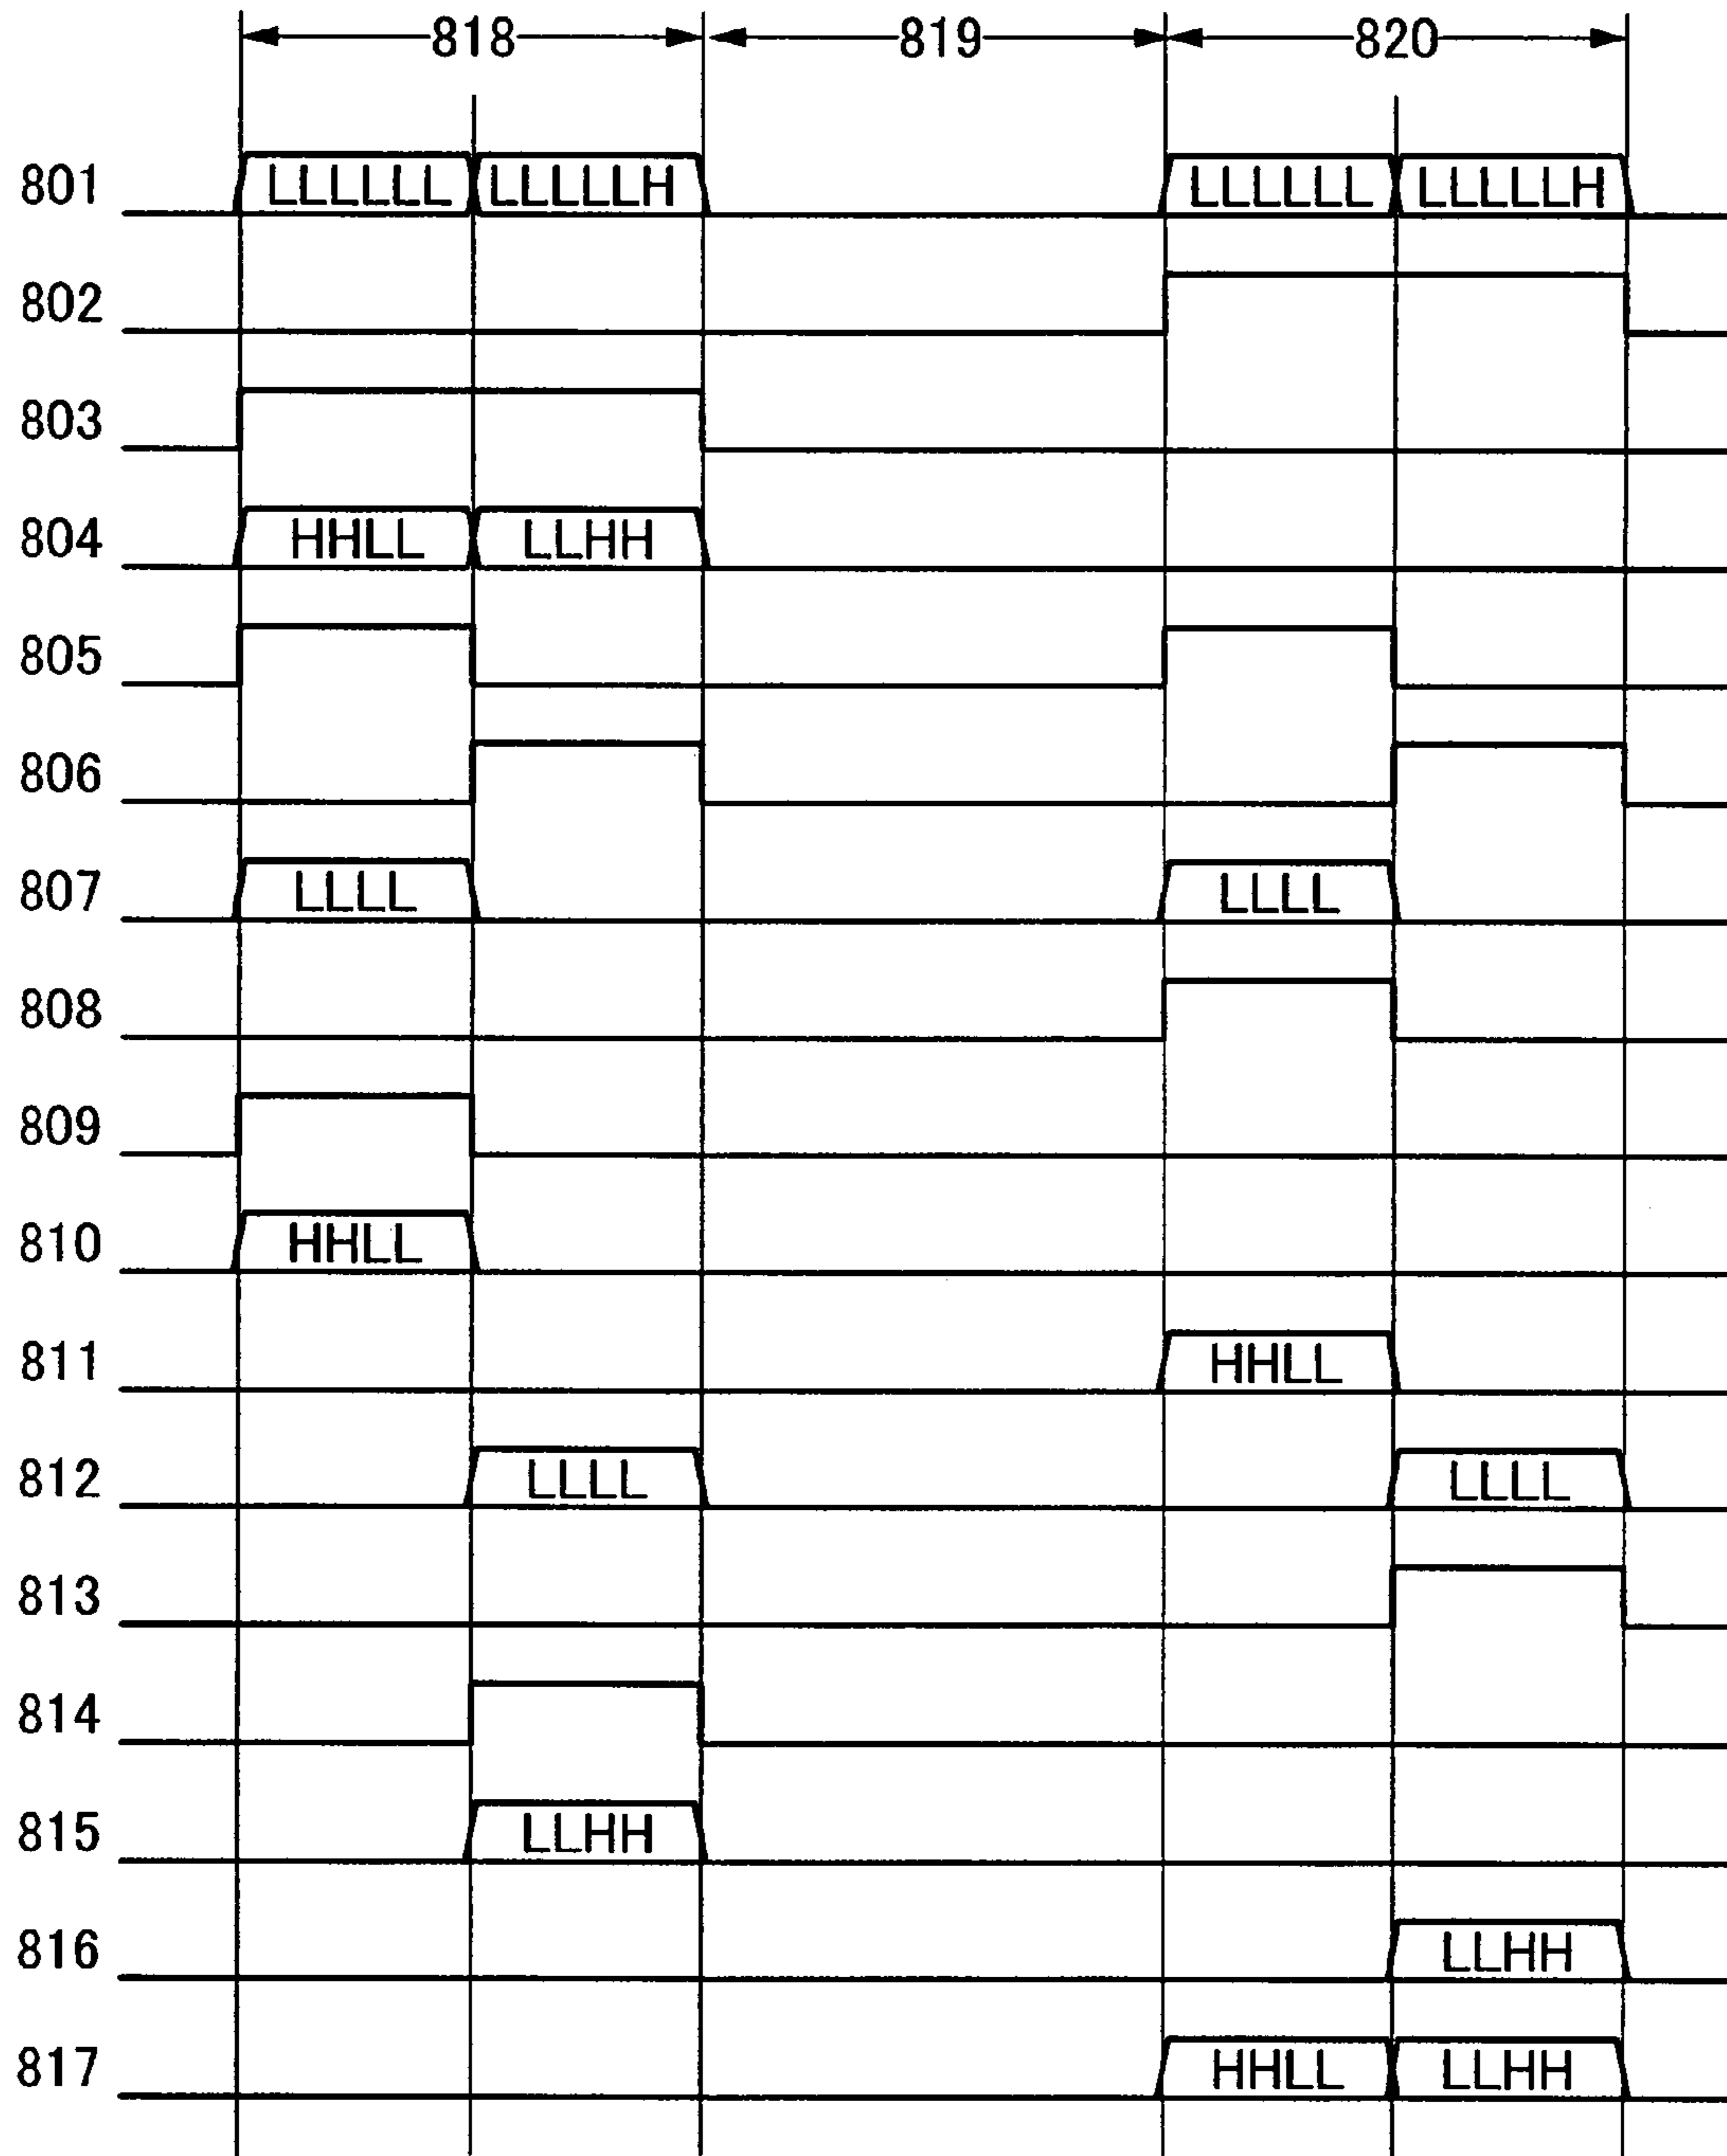 818 819 820
801 LLLLLL LLLLLH LLLLLL LLLLLH
802
803
804 HHLL LLHH
805
806
807 LLLL LLLL
808
809
810 HHLL
811 HHLL
812 LLLL LLLL
813
814
815 LLHH
816 LLHH
817 HHLL LLHH